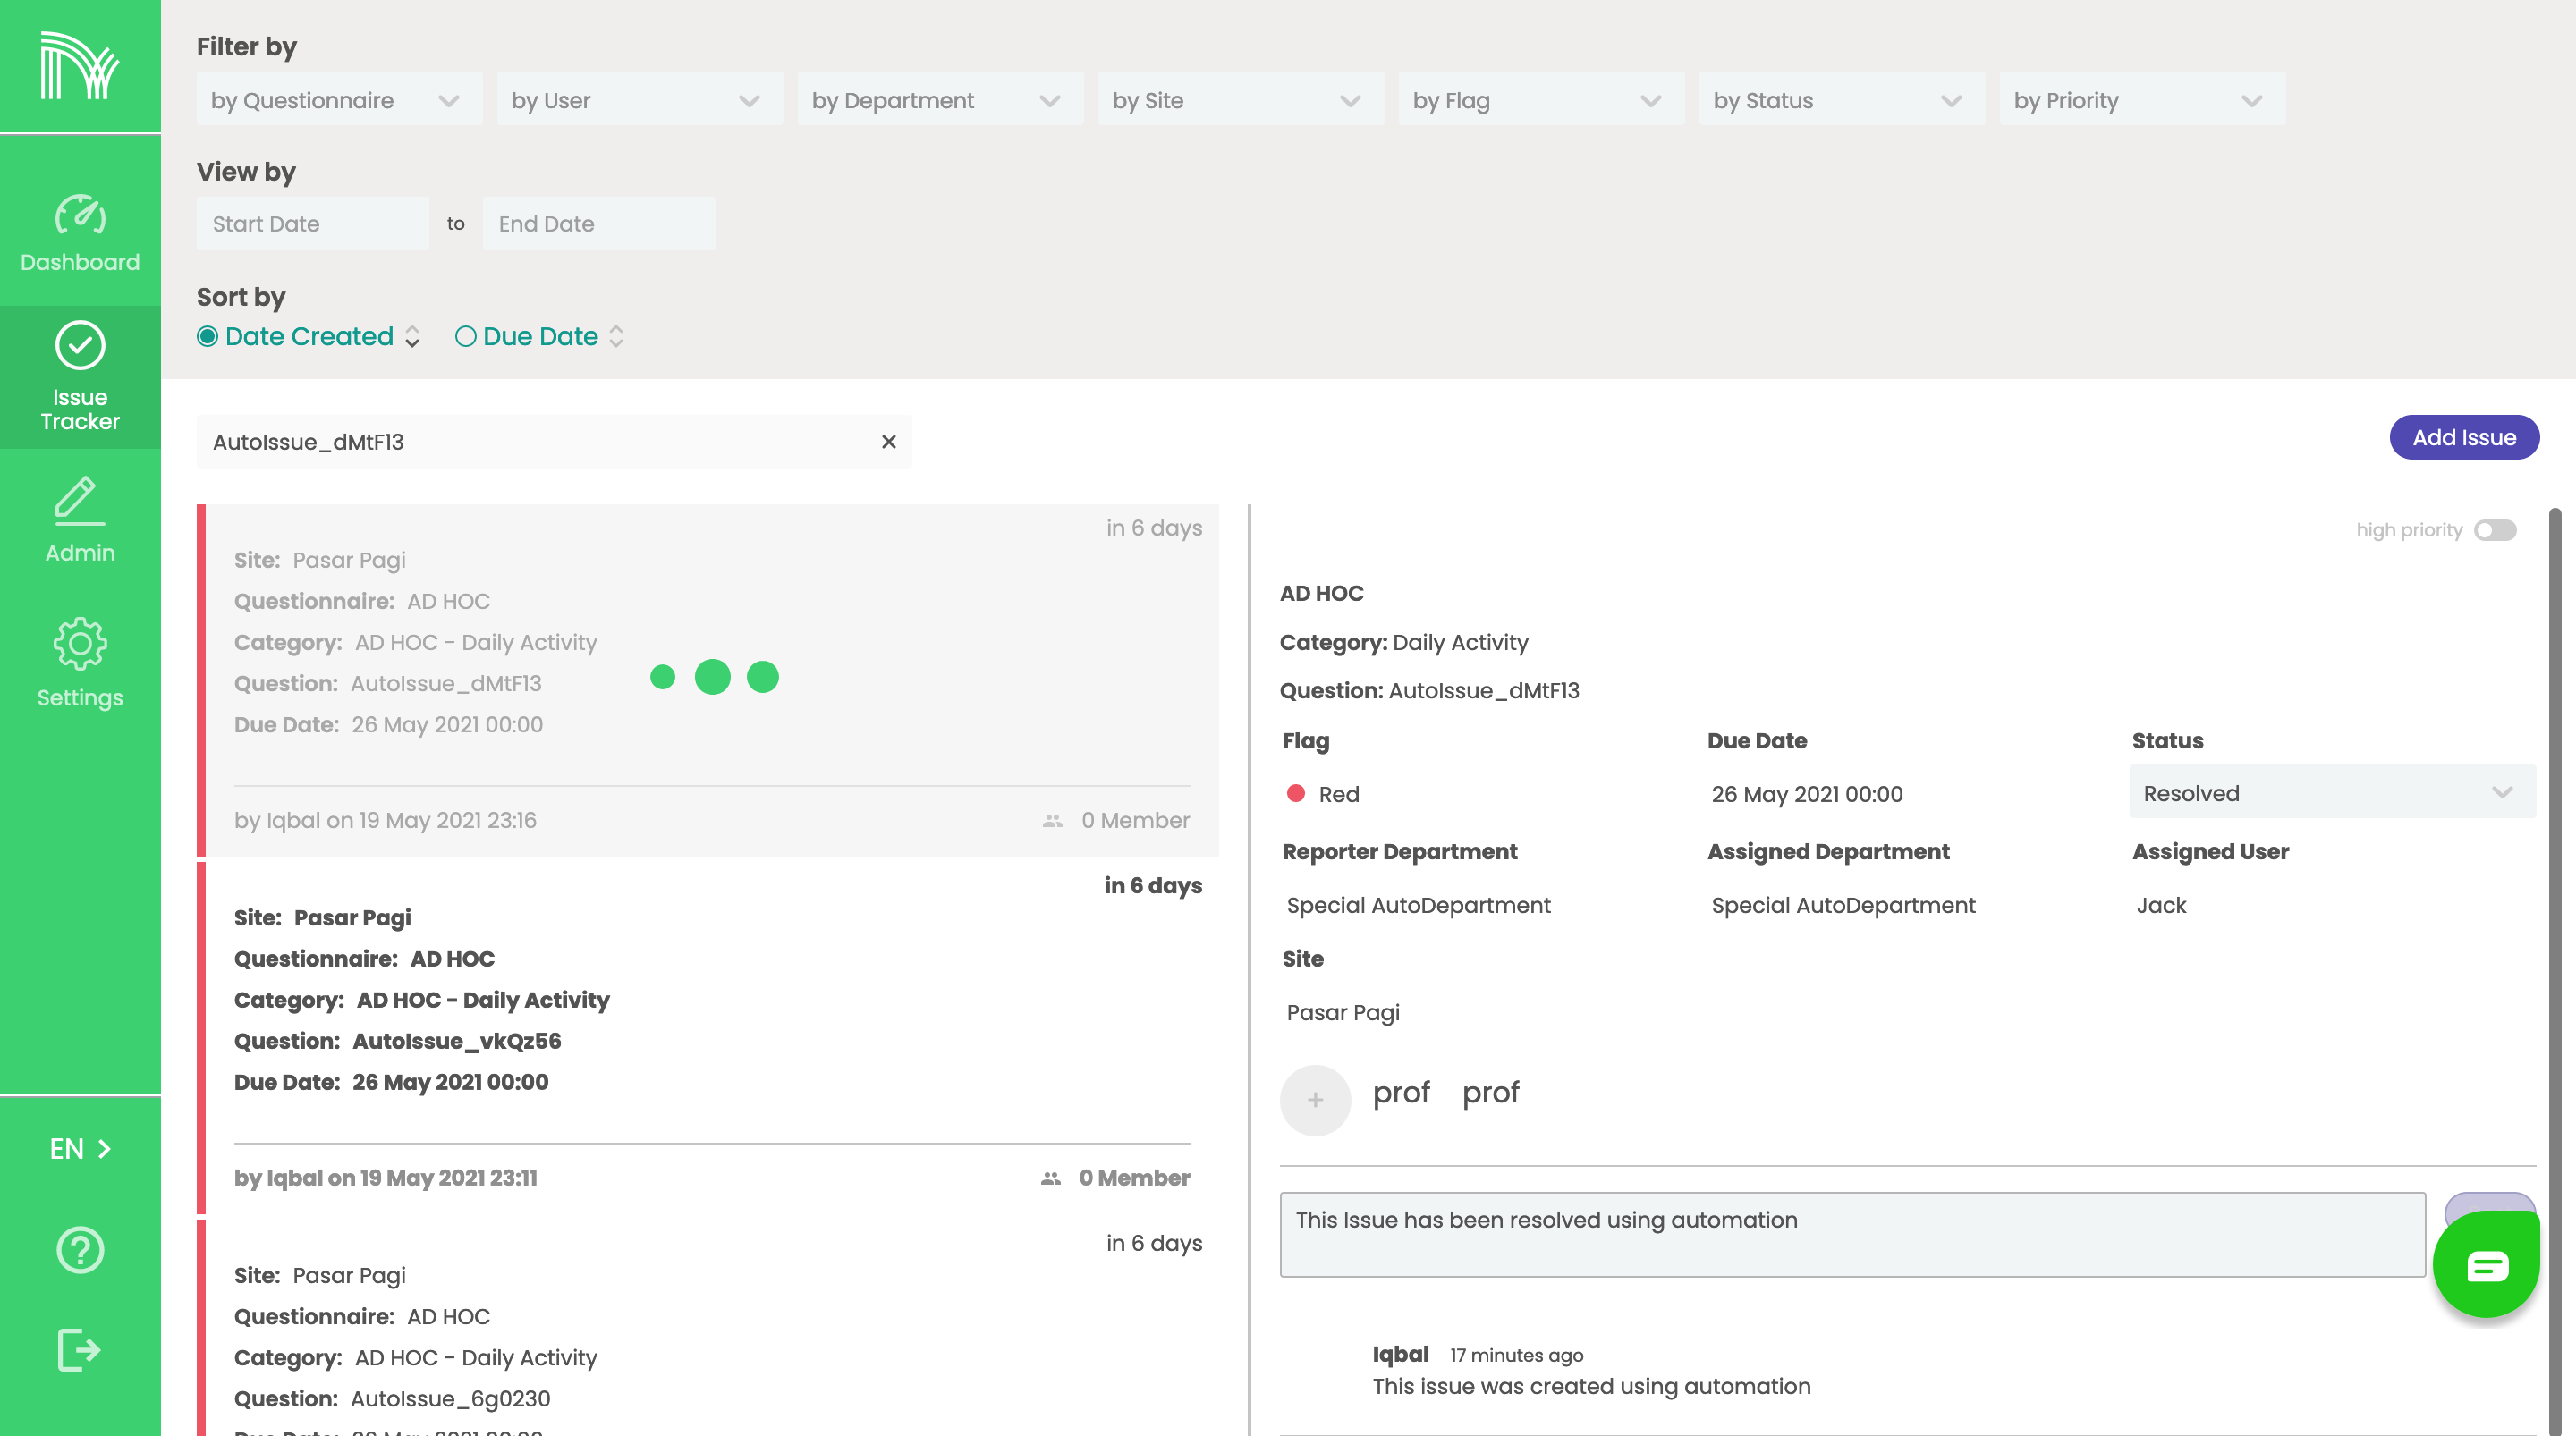 Filter by
by Questionnaire
by User
by Department
by Site
by Flag
by Status
by Priority
View by
Start Date
to
End Date
Sort by
Date Created
Due Date
Dashboard
Issue
Tracker
Admin
Settings
EN
AutoIssue_dMtF13
Add Issue
in 6 days
Site: Pasar Pagi
Questionnaire: AD HOC
Category: AD HOC - Daily Activity
Question: AutoIssue_dMtF13
Due Date: 26 May 2021 00:00
by Iqbal on 19 May 2021 23:16
0 Member
in 6 days
Site: Pasar Pagi
Questionnaire: AD HOC
Category: AD HOC - Daily Activity
Question: AutoIssue_vkQz56
Due Date: 26 May 2021 00:00
by Iqbal on 19 May 2021 23:11
0 Member
in 6 days
Site: Pasar Pagi
Questionnaire: AD HOC
Category: AD HOC - Daily Activity
Question: AutoIssue_6g0230
Due Date: 26 May 2021 00:00
high priority
AD HOC
Category: Daily Activity
Question: AutoIssue_dMtF13
Flag
Due Date
Status
Red
26 May 2021 00:00
Resolved
Reporter Department
Assigned Department
Assigned User
Special AutoDepartment
Special AutoDepartment
Jack
Site
Pasar Pagi
prof
prof
This Issue has been resolved using automation
Iqbal 17 minutes ago
This issue was created using automation